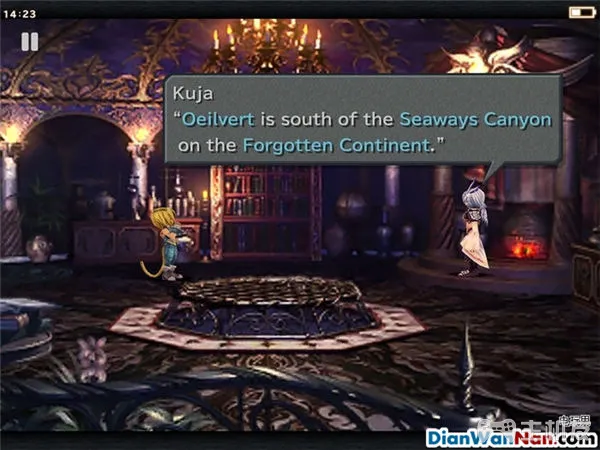 14:23
Kuja
“Oeilvert is south of the Seaways Canyon
on the Forgotten Continent.”
DianWanNan.com